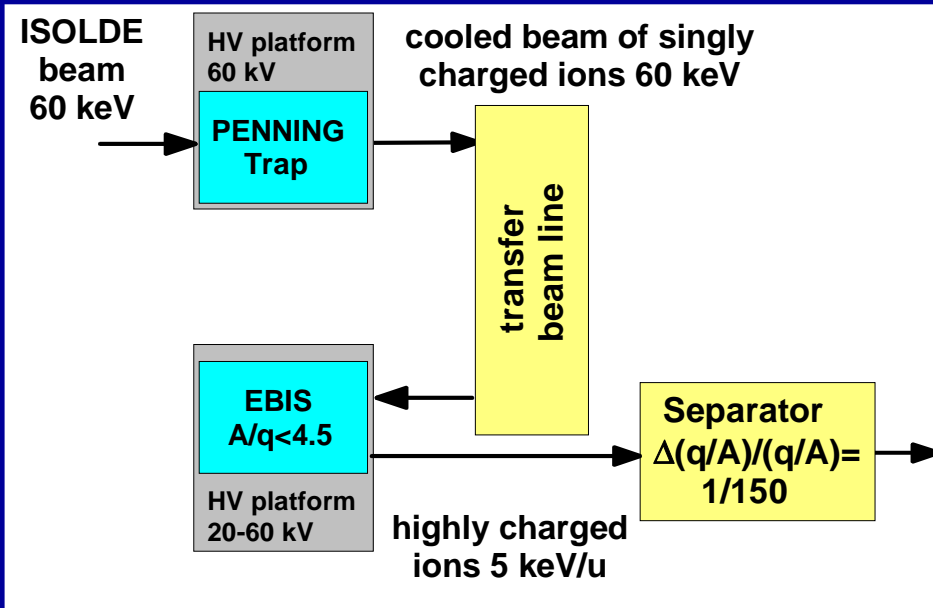 ISOLDE
beam
60 keV
HV platform
60 kV
PENNING
Trap
cooled beam of singly
charged ions 60 keV
transfer
beam line
EBIS
A/q<4.5
HV platform
20-60 kV
highly charged
ions 5 keV/u
Separator
Δ(q/A)/(q/A)=
1/150